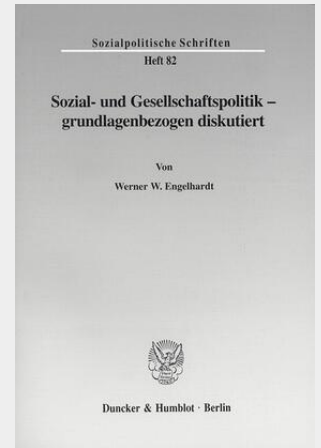 Sozialpolitische Schriften
Heft 82
Sozial- und Gesellschaftspolitik –
grundlagenbezogen diskutiert
Von
Werner W. Engelhardt
Duncker & Humblot · Berlin